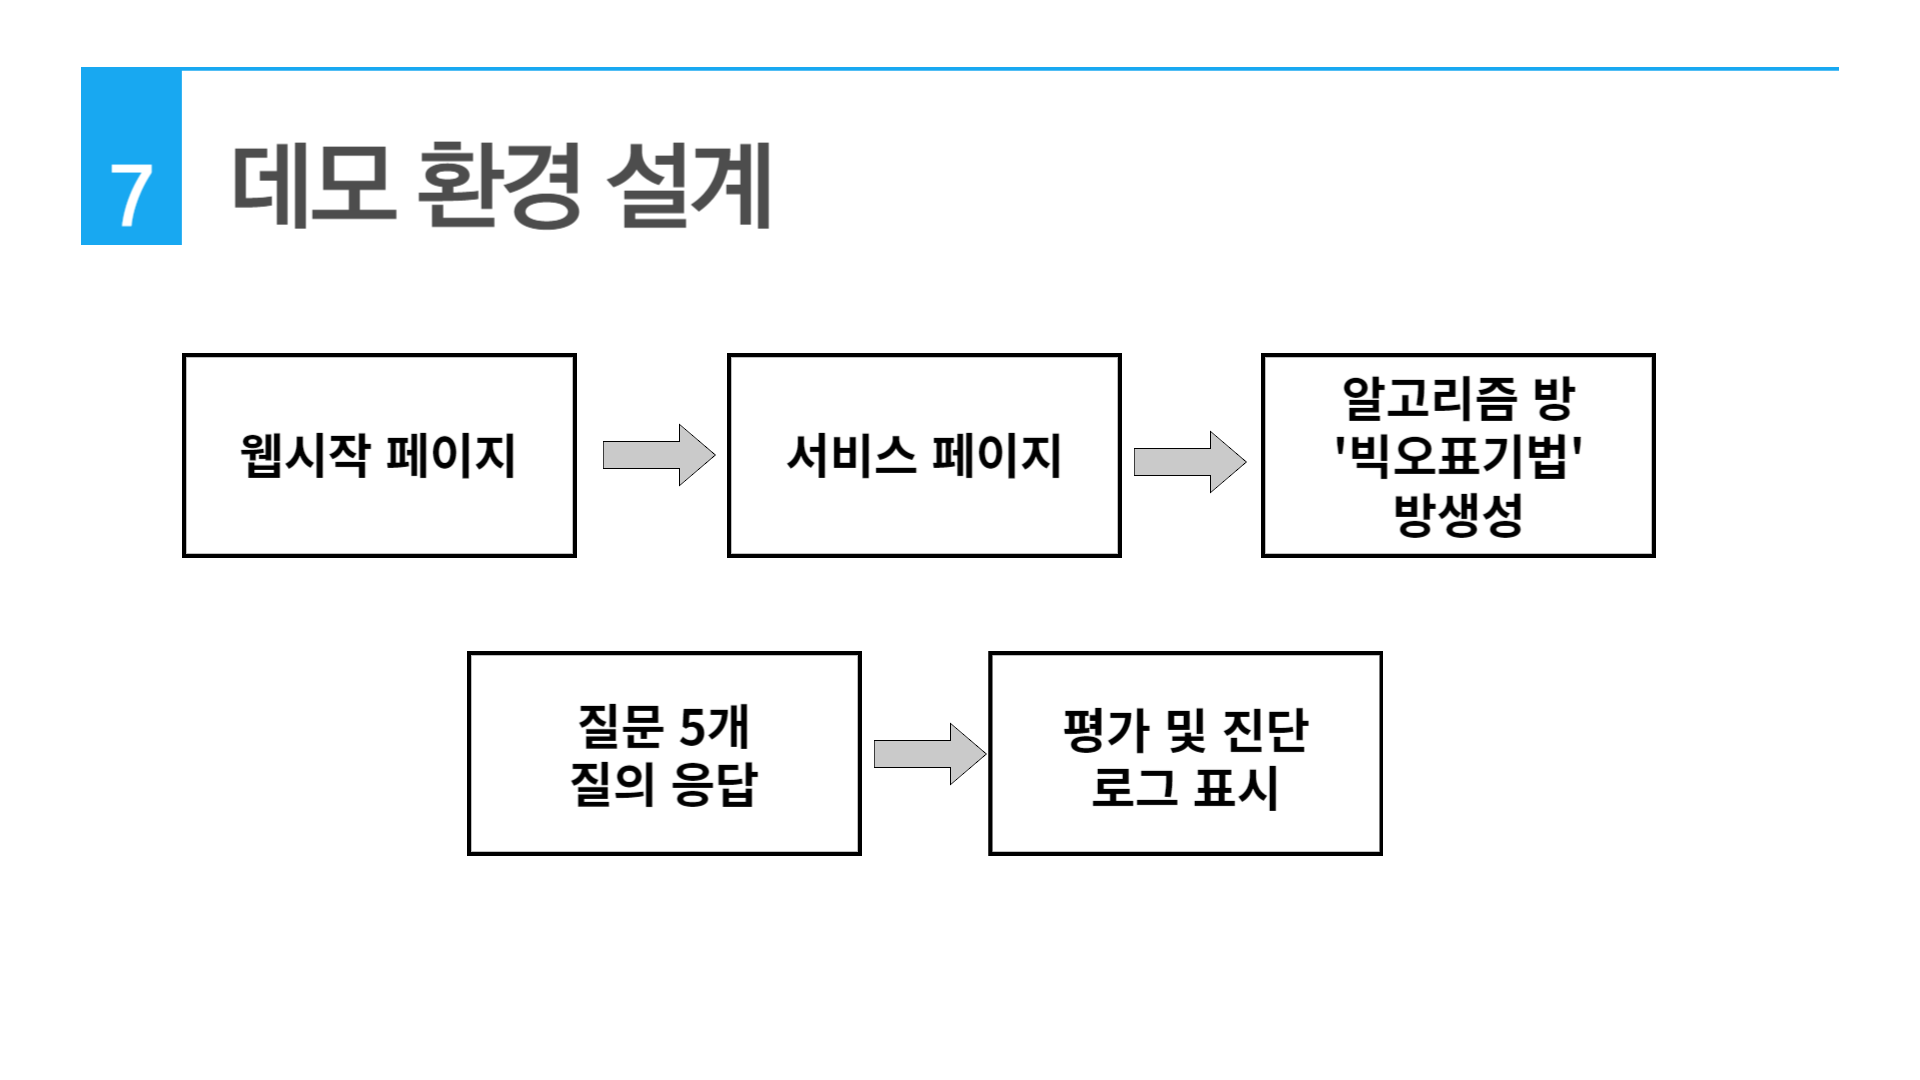 7
데모 환경 설계
웹시작 페이지
서비스 페이지
알고리즘 방
'빅오표기법'
방생성
질문 5개
질의 응답
평가 및 진단
로그 표시